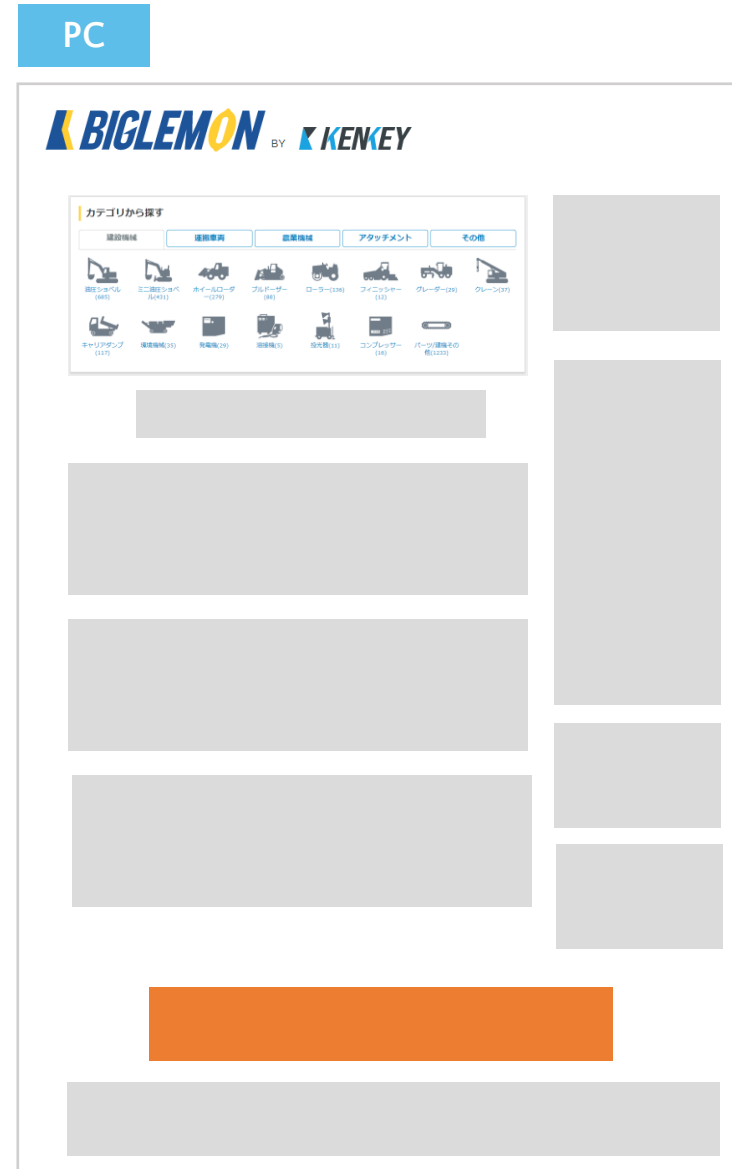 PC
BIGLEMON BY KENKEY
カテゴリから探す
建設機械 運搬車両 農業機械 アタッチメント その他
油圧ショベル ミニ油圧ショベ ホイールローダ ブルドーザー ローラー(136) フィニッシャー グレーダー(29) クレーン(37)
(685) ル(431) ー(279) (88) (12)
キャリアダンプ 環境機械(35) 発電機(29) 溶接機(5) 投光器(11) コンプレッサー パーツ/建機その
(117) (16) 他(1232)